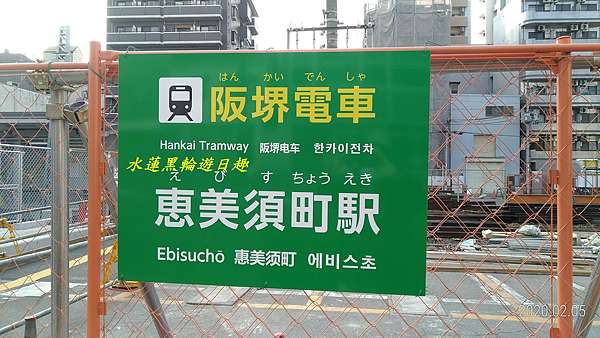 はん かい でん しゃ
阪堺電車
Hankai Tramway 阪堺电车 한카이전차
水蓮黑輪遊日趣
え び す ちょう えき
恵美須町駅
Ebisuchō 惠美须町 에비스초
2020.02.05